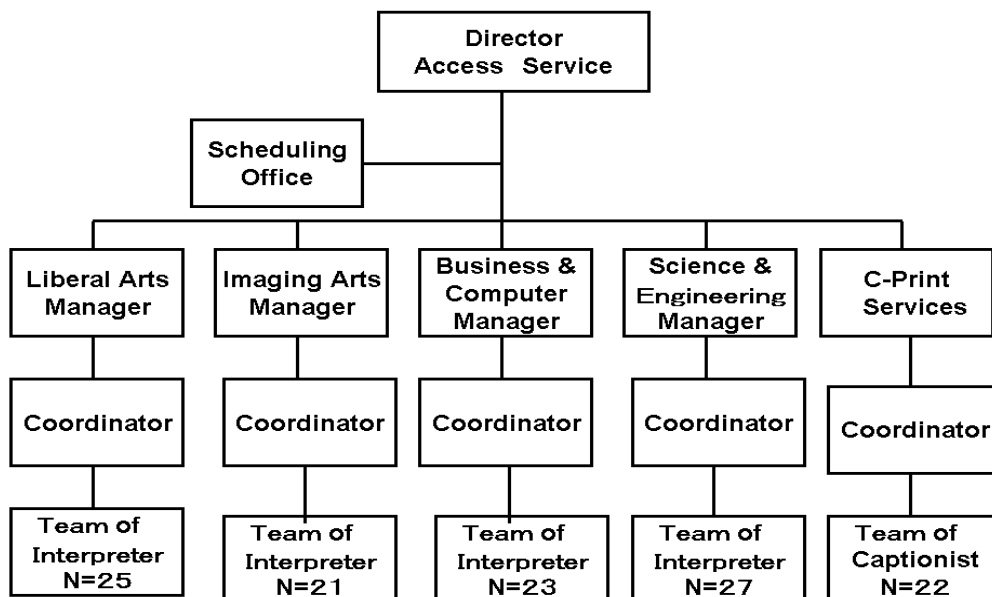 Director
Access Service
Scheduling
Office
Liberal Arts
Manager
Imaging Arts
Manager
Business &
Computer
Manager
Science &
Engineering
Manager
C-Print
Services
Coordinator
Coordinator
Coordinator
Coordinator
Coordinator
Team of
Interpreter
N=25
Team of
Interpreter
N=21
Team of
Interpreter
N=23
Team of
Interpreter
N=27
Team of
Captionist
N=22